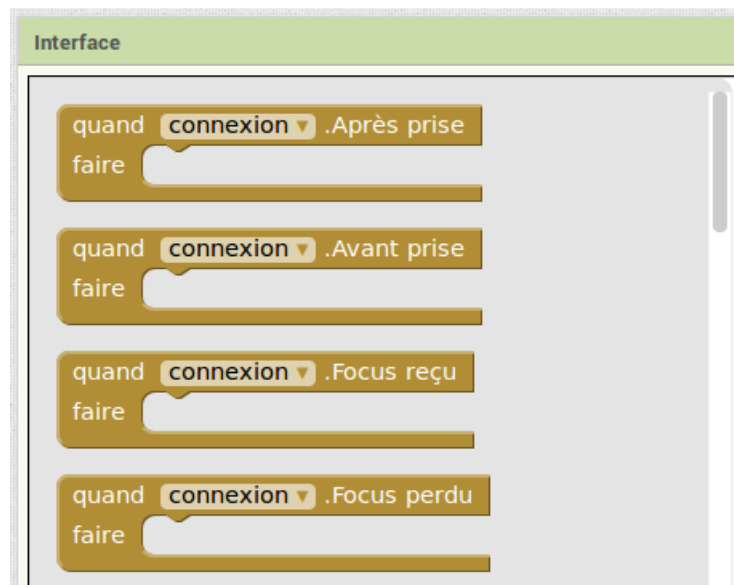 Interface
quand connexion .Après prise
faire
quand connexion .Avant prise
faire
quand connexion .Focus reçu
faire
quand connexion .Focus perdu
faire